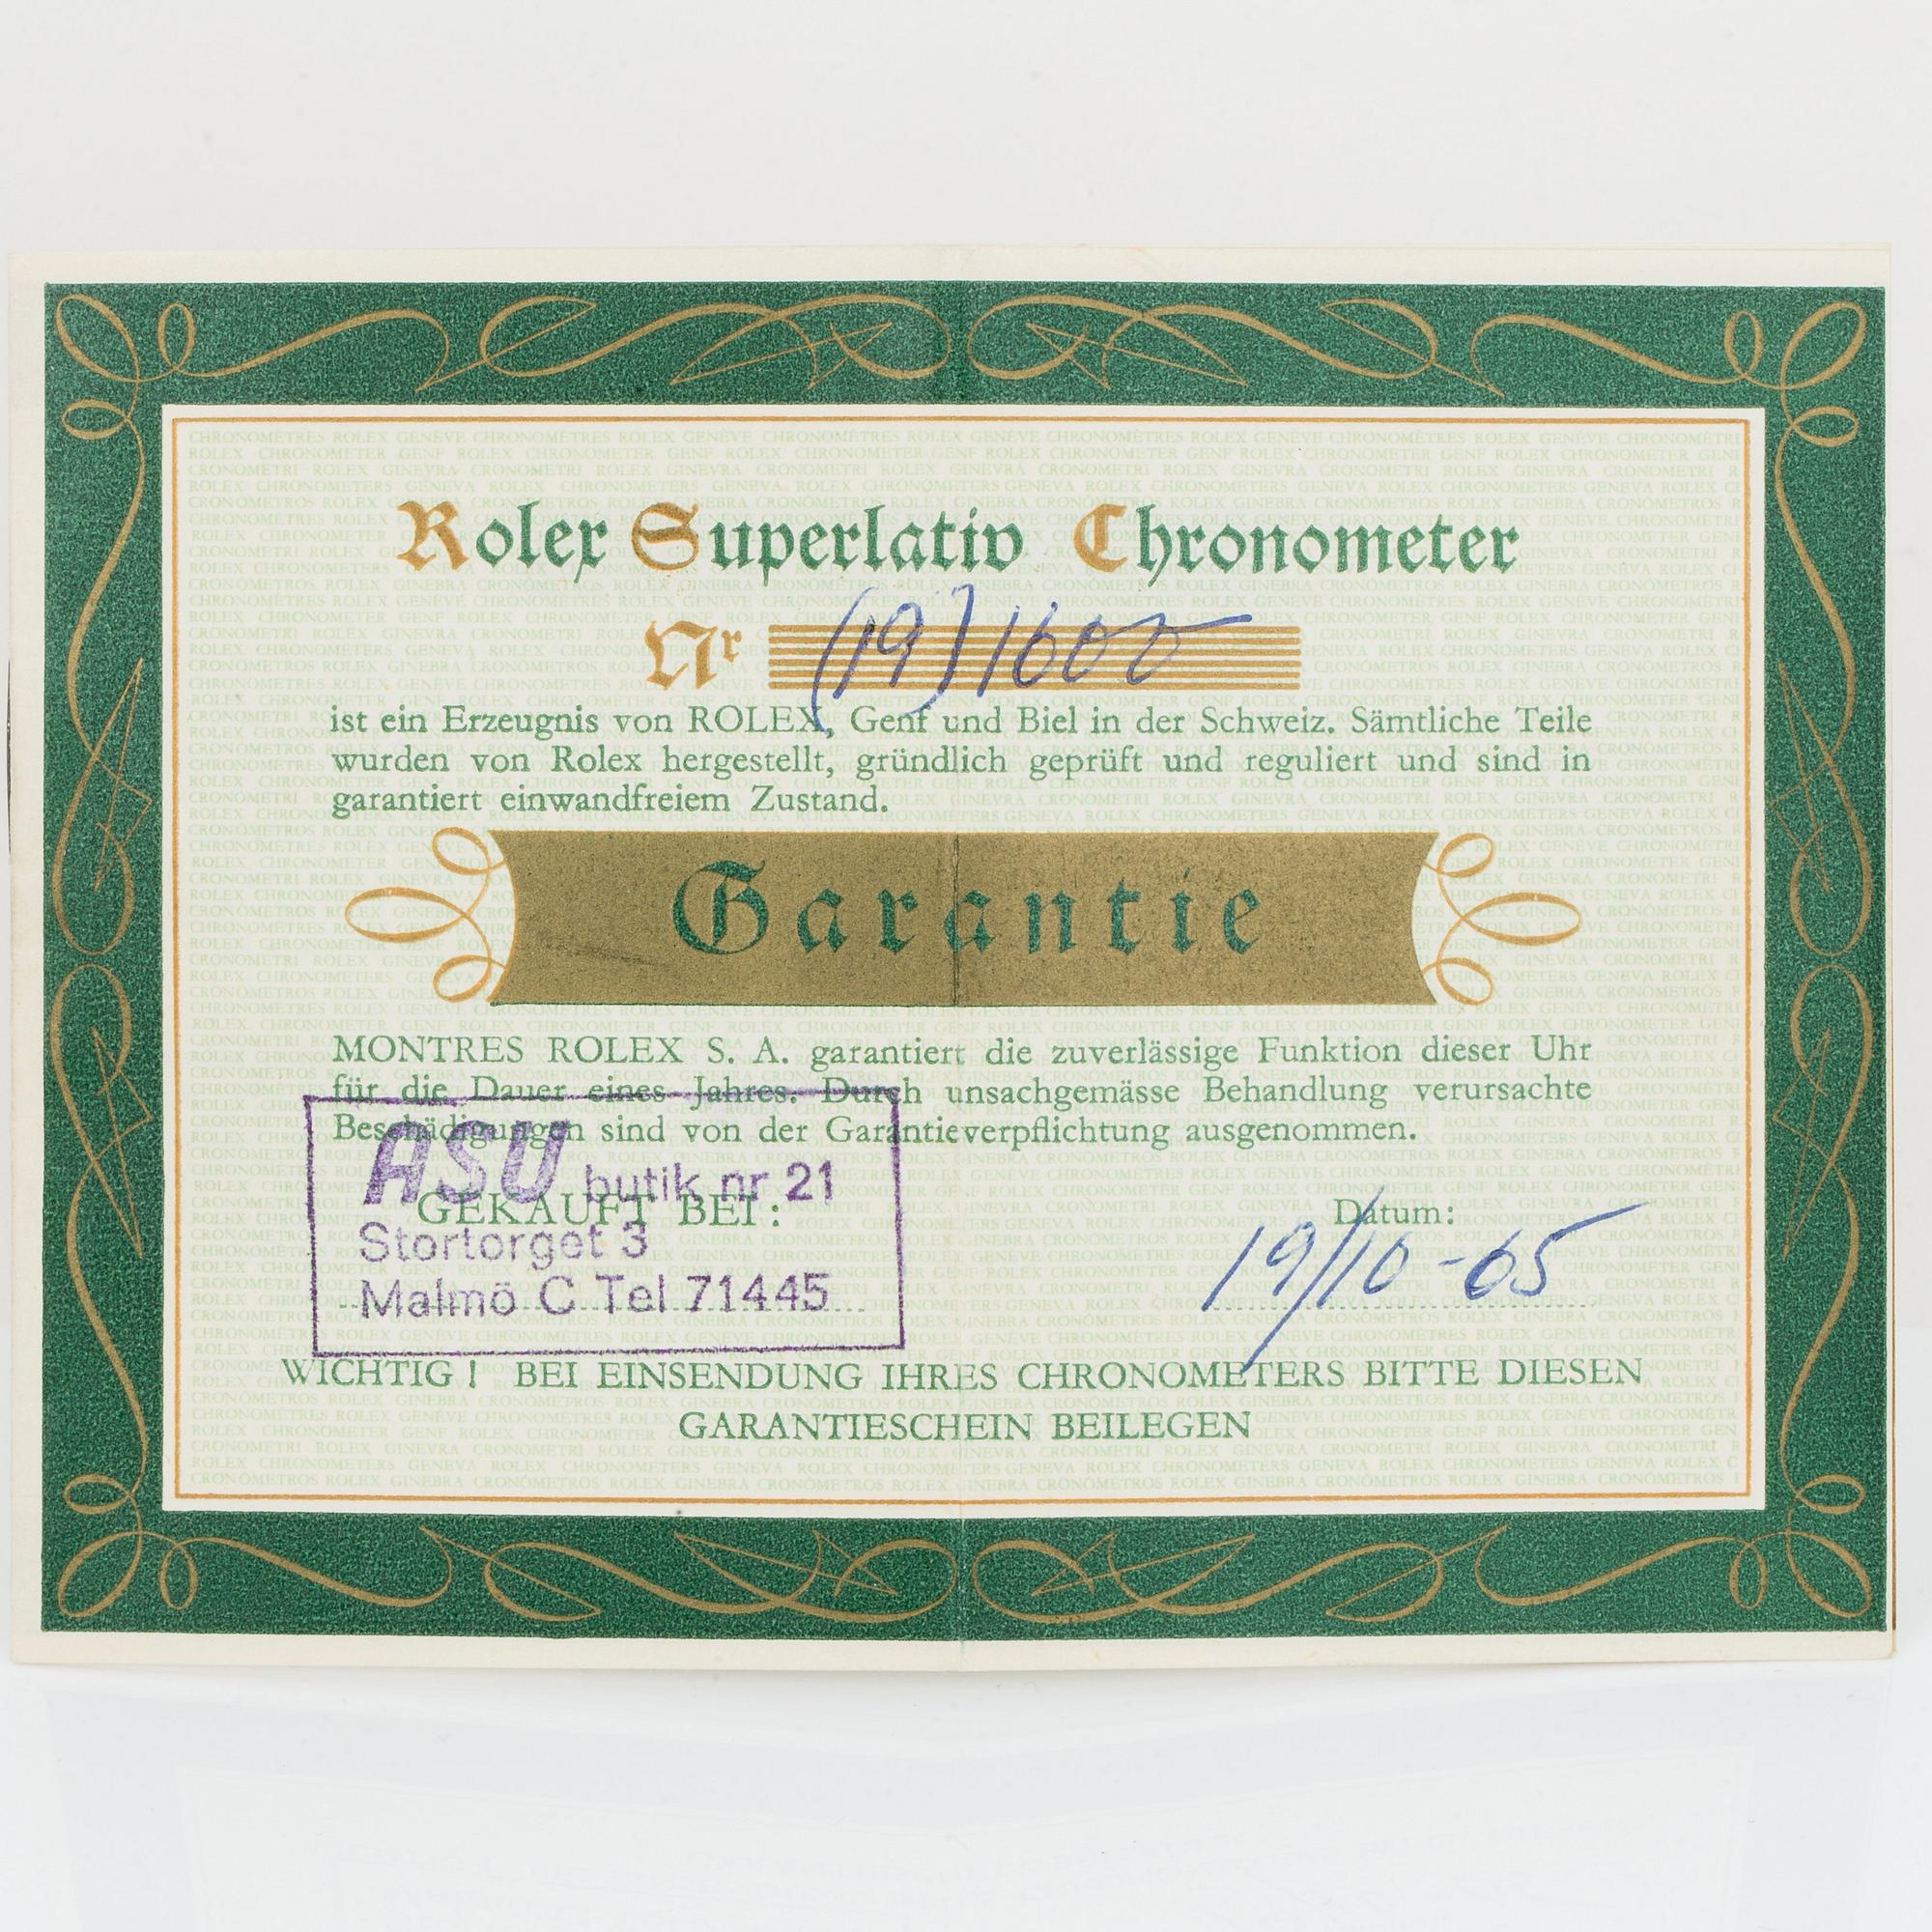 Rolex Superlativ Chronometer
Nr (19) 1600
ist ein Erzeugnis von ROLEX, Genf und Biel in der Schweiz. Sämtliche Teile
wurden von Rolex hergestellt, gründlich geprüft und reguliert und sind in
garantiert einwandfreiem Zustand.
Garantie
MONTRES ROLEX S. A. garantiert die zuverlässige Funktion dieser Uhr
für die Dauer eines Jahres. Durch unsachgemässe Behandlung verursachte
Beschädigungen sind von der Garantieverpflichtung ausgenommen.
ASU butik nr 21
GEKAUFT BEI:
Stortorget 3
Malmö C Tel 71445
Datum:
19/10-65
WICHTIG! BEI EINSENDUNG IHRES CHRONOMETERS BITTE DIESEN
GARANTIESCHEIN BEILEGEN